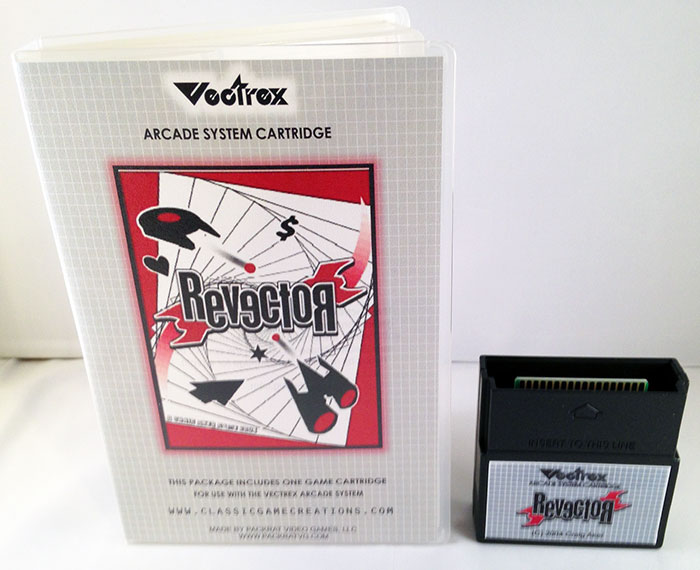 Vectrex
ARCADE SYSTEM CARTRIDGE
$
RevectoR
THIS PACKAGE INCLUDES ONE GAME CARTRIDGE
FOR USE WITH THE VECTREX ARCADE SYSTEM
WWW.CLASSICGAMECREATIONS.COM
MADE BY PACKRAT VIDEO GAMES, LLC
WWW.PACKRATVG.COM
INSERT TO THIS LINE
Vectrex
ARCADE SYSTEM CARTRIDGE
RevectoR
(C) 2014 Craig